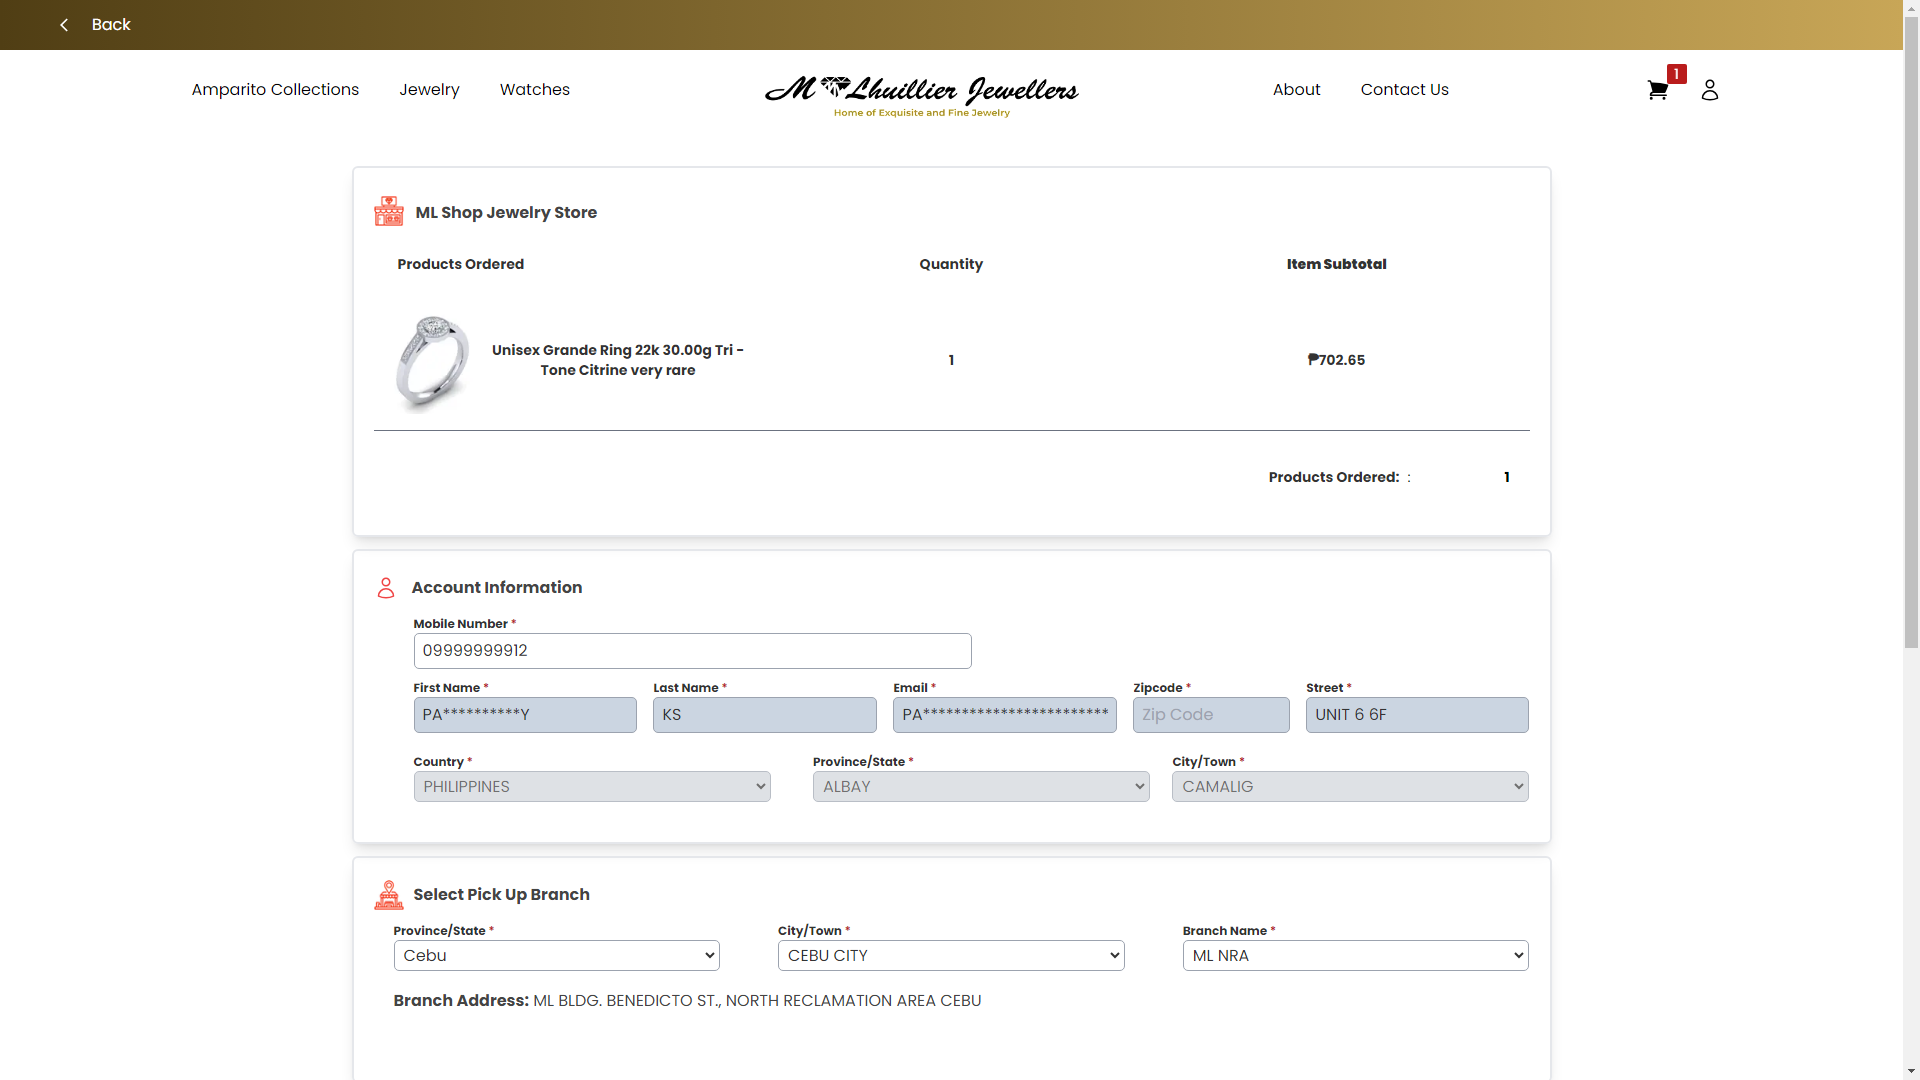 Back
Amparito Collections
Jewelry
Watches
M Lhuillier Jewellers
Home of Exquisite and Fine Jewelry
About
Contact Us
1
ML Shop Jewelry Store
Products Ordered
Quantity
Item Subtotal
Unisex Grande Ring 22k 30.00g Tri -
Tone Citrine very rare
1
₱702.65
Products Ordered: :
1
Account Information
Mobile Number *
09999999912
First Name *
Last Name *
Email *
Zipcode *
Street *
PA**********Y
KS
PA************************
Zip Code
UNIT 6 6F
Country *
Province/State *
City/Town *
PHILIPPINES
ALBAY
CAMALIG
Select Pick Up Branch
Province/State *
City/Town *
Branch Name *
Cebu
CEBU CITY
ML NRA
Branch Address: ML BLDG. BENEDICTO ST., NORTH RECLAMATION AREA CEBU